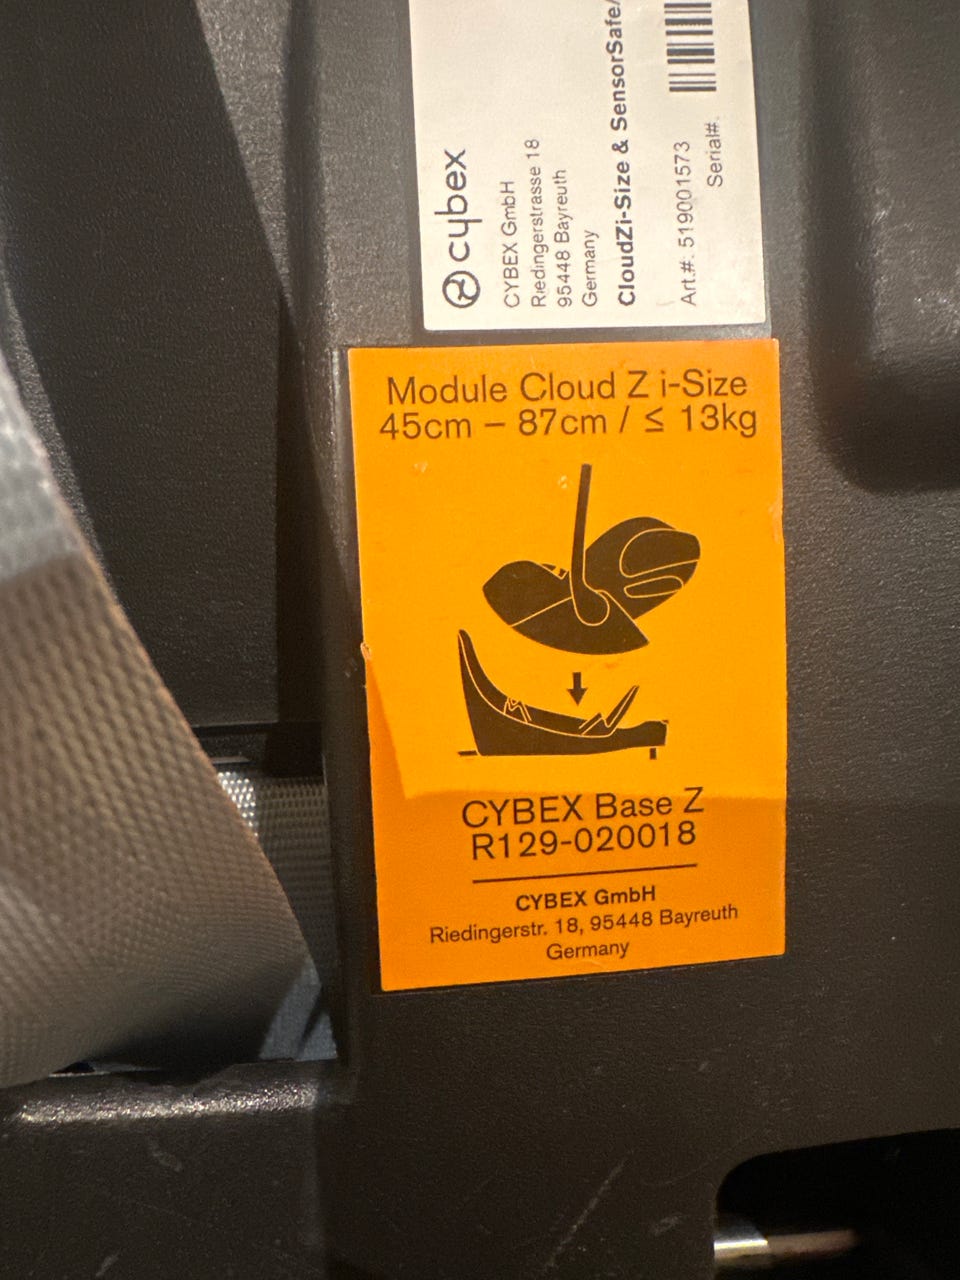 cybex
CYBEX GmbH
Riedingerstrasse 18
95448 Bayreuth
Germany
CloudZi-Size & SensorSafe/
Art.#: 519001573
Serial#:
Module Cloud Z i-Size
45cm – 87cm / ≤ 13kg
CYBEX Base Z
R129-020018
CYBEX GmbH
Riedingerstr. 18, 95448 Bayreuth
Germany